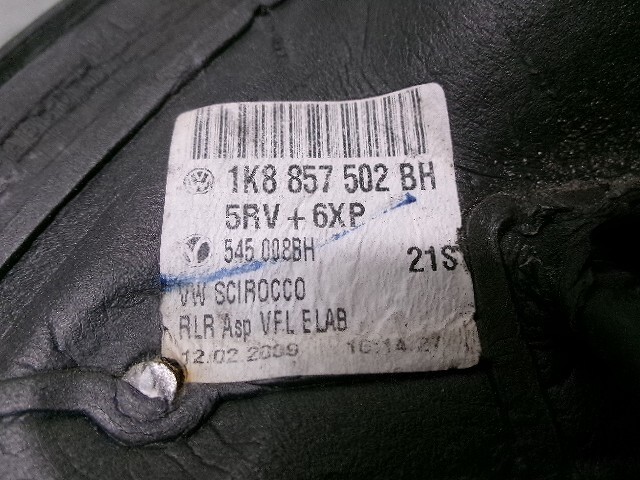 1K8 857 502 BH
5RV + 6XP
545 008BH 21S
VW SCIROCCO
RLR Asp VFL ELAB
12.02.2009 10:14:27